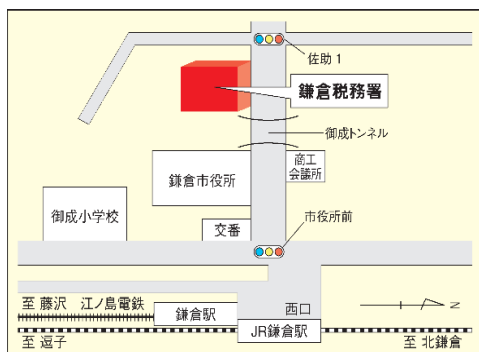 佐助 1
鎌倉税務署
御成トンネル
商工
会議所
鎌倉市役所
御成小学校
交番
市役所前
至 藤沢 江ノ島電鉄
鎌倉駅
西口
N
JR鎌倉駅
至 逗子
至 北鎌倉